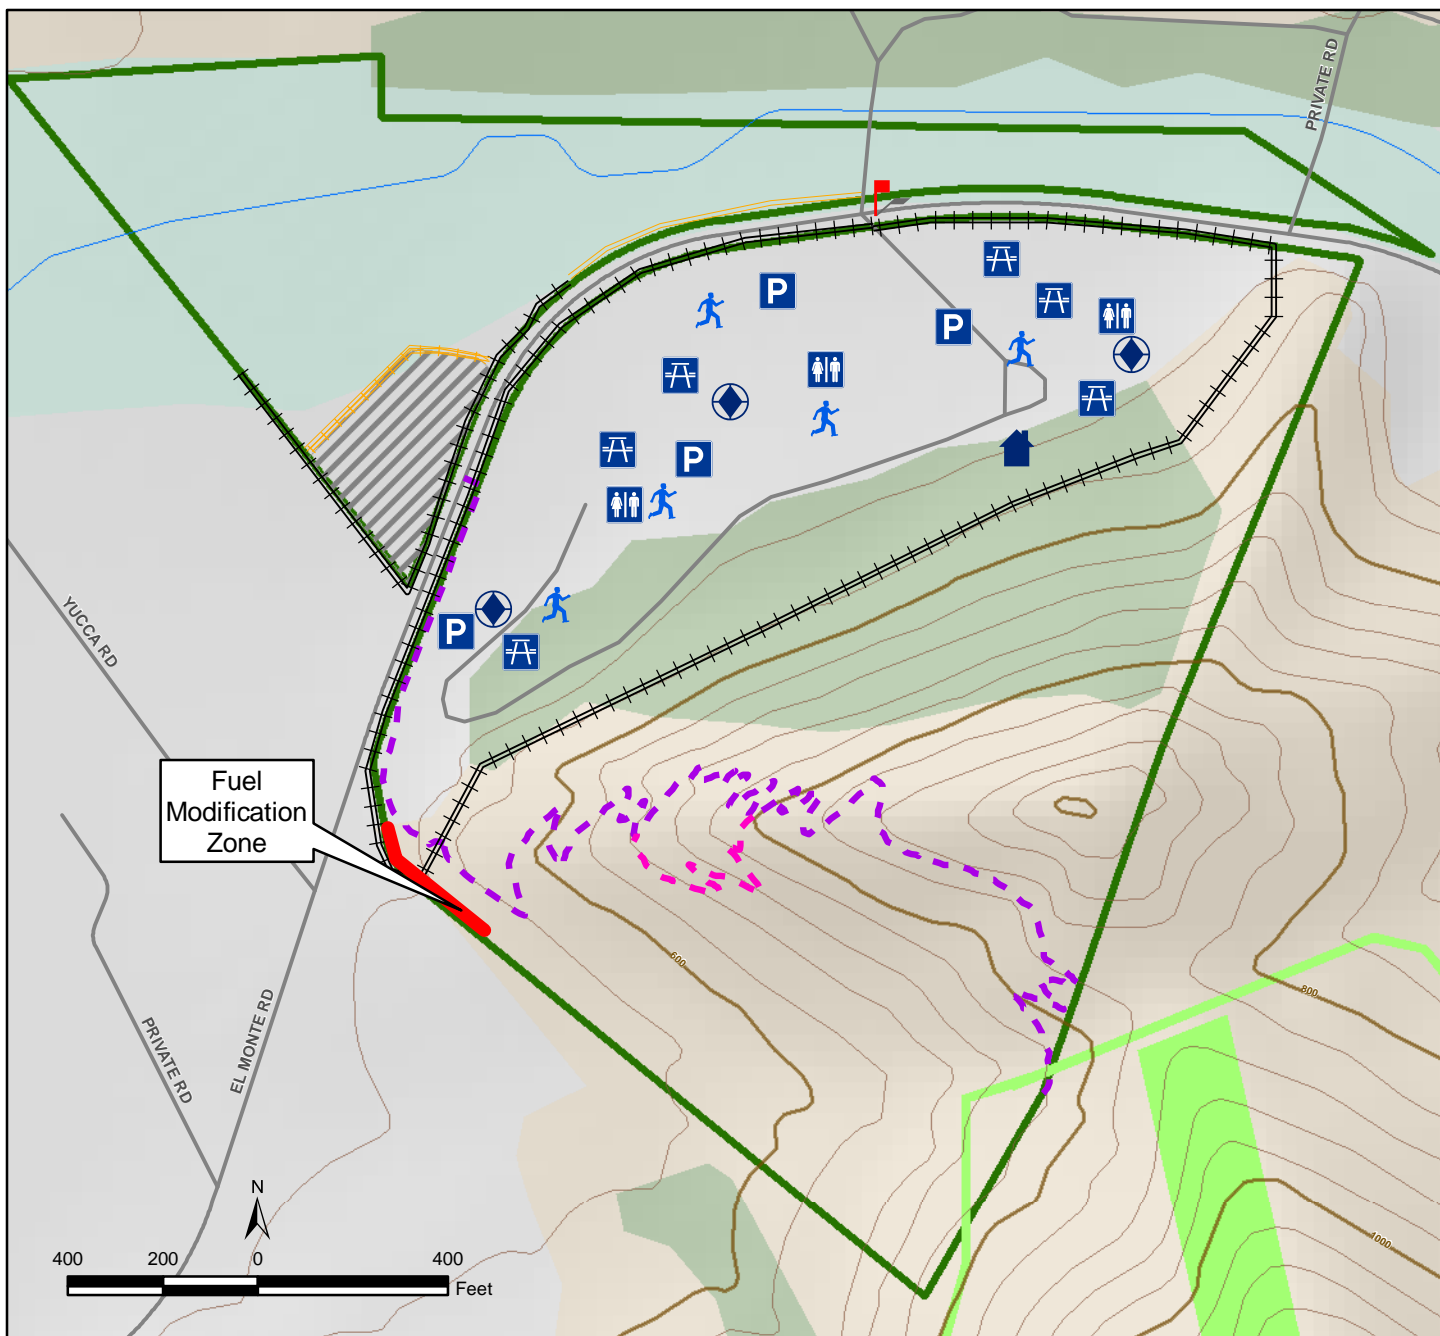 PRIVATE RD
P
P
P
P
YUCCA RD
Fuel
Modification
Zone
600
800
PRIVATE RD
EL MONTE RD
N
1000
400 200 0 400
Feet